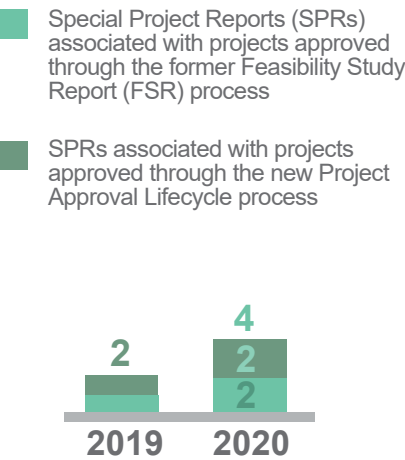 Special Project Reports (SPRs)
associated with projects approved
through the former Feasibility Study
Report (FSR) process
SPRs associated with projects
approved through the new Project
Approval Lifecycle process
4
2
2
2
2019 2020